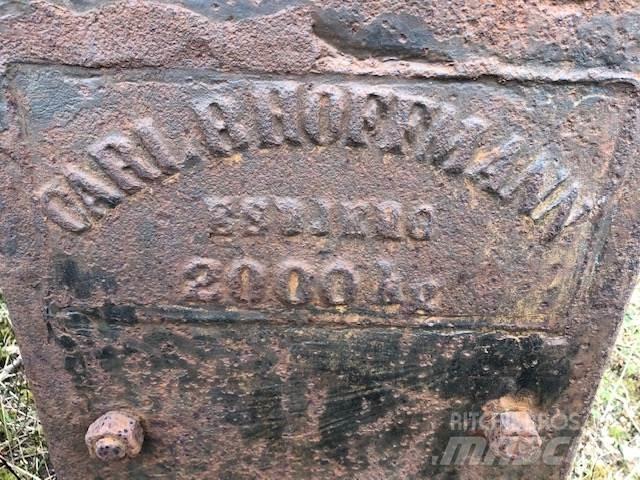 CARL R. HOFFMANN
ESBJERG
2000 kg
RITCHIE BROS
mascus